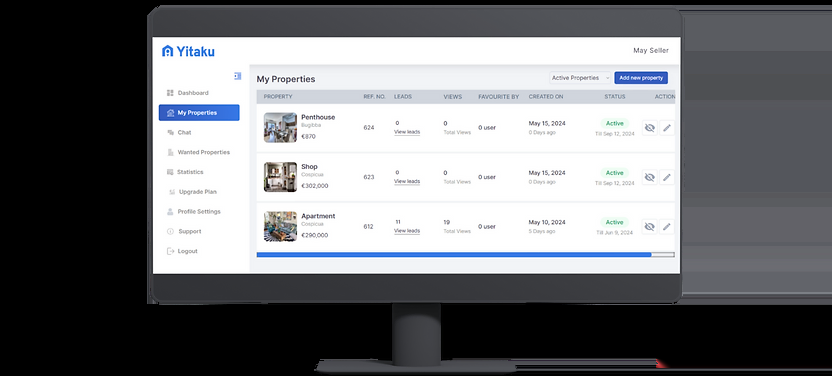 Yitaku
May Seller
My Properties
Active Properties
Add new property
Dashboard
My Properties
Chat
Wanted Properties
Statistics
Upgrade Plan
Profile Settings
Support
Logout
PROPERTY REF. NO. LEADS VIEWS FAVOURITE BY CREATED ON STATUS ACTION
Penthouse
Bugibba
€870
624
0
View leads
0
Total Views
0 user
May 15, 2024
0 Days ago
Active
Till Sep 12, 2024
Shop
Cospicua
€302,000
623
0
View leads
0
Total Views
0 user
May 15, 2024
0 Days ago
Active
Till Sep 12, 2024
Apartment
Cospicua
€290,000
612
11
View leads
19
Total Views
0 user
May 10, 2024
5 Days ago
Active
Till Jun 9, 2024